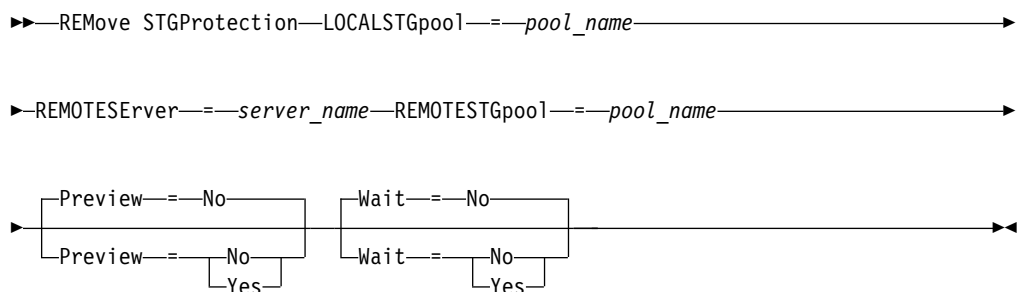 REMove STGProtection LOCALSTGpool = pool_name
REMOTESErver = server_name REMOTESTGpool = pool_name
Preview = No Wait = No
Preview = No Wait = No
Yes Yes